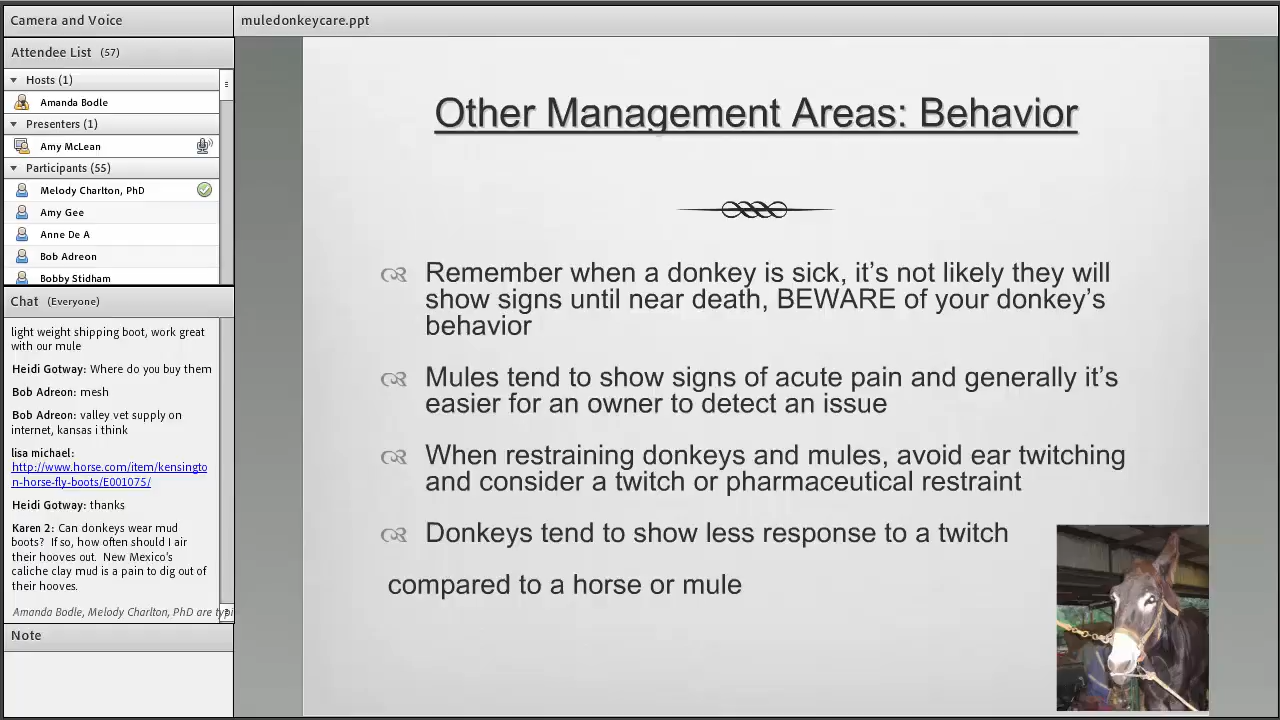 Camera and Voice
muledonkeycare.ppt
Attendee List (57)
Hosts (1)
Amanda Bodle
Presenters (1)
Amy McLean
Participants (55)
Melody Charlton, PhD
Amy Gee
Anne De A
Bob Adreon
Bobby Stidham
Chat (Everyone)
light weight shipping boot, work great
with our mule
Heidi Gotway: Where do you buy them
Bob Adreon: mesh
Bob Adreon: valley vet supply on
internet, kansas i think
lisa michael:
http://www.horse.com/item/kensingto
n-horse-fly-boots/E001075/
Heidi Gotway: thanks
Karen 2: Can donkeys wear mud
boots? If so, how often should I air
their hooves out. New Mexico's
caliche clay mud is a pain to dig out of
their hooves.
Amanda Bodle, Melody Charlton, PhD are typi
Note
Other Management Areas: Behavior
Remember when a donkey is sick, it's not likely they will
show signs until near death, BEWARE of your donkey's
behavior
Mules tend to show signs of acute pain and generally it's
easier for an owner to detect an issue
When restraining donkeys and mules, avoid ear twitching
and consider a twitch or pharmaceutical restraint
Donkeys tend to show less response to a twitch
compared to a horse or mule